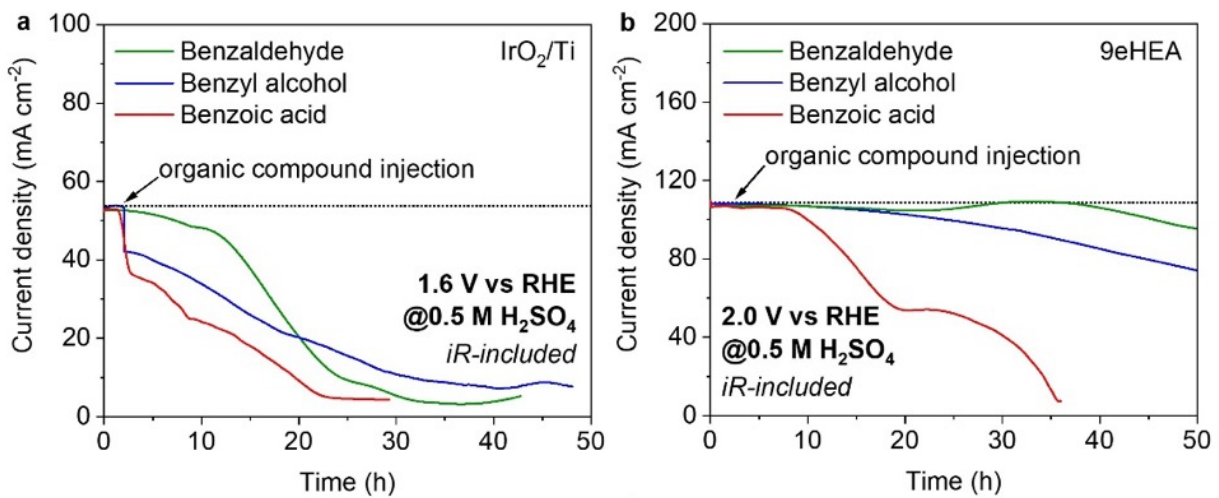 a
100
80
60
40
20
0
Current density (mA cm⁻²)
Benzaldehyde
Benzyl alcohol
Benzoic acid
IrO₂/Ti
organic compound injection
1.6 V vs RHE
@0.5 M H₂SO₄
iR-included
0 10 20 30 40 50
Time (h)
b
200
160
120
80
40
0
Current density (mA cm⁻²)
Benzaldehyde
Benzyl alcohol
Benzoic acid
9eHEA
organic compound injection
2.0 V vs RHE
@0.5 M H₂SO₄
iR-included
0 10 20 30 40 50
Time (h)